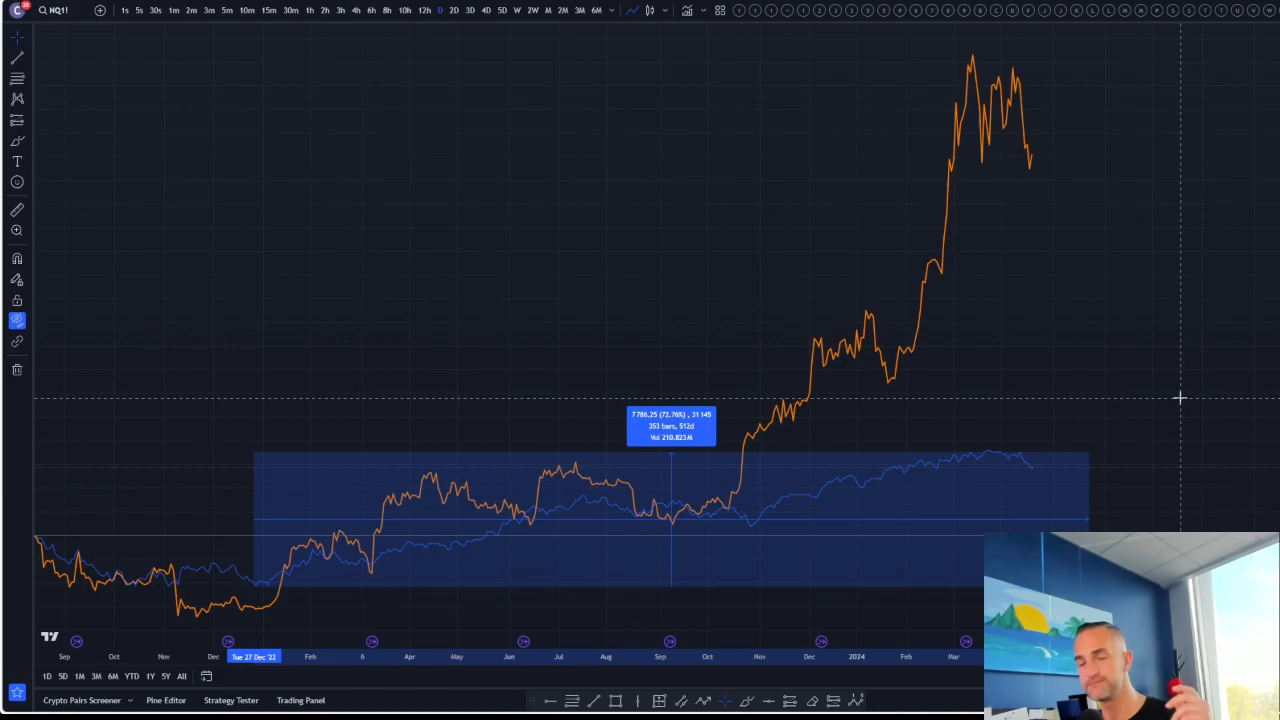 C 28 NQ1! 1s 5s 30s 1m 2m 3m 5m 10m 15m 30m 1h 2h 3h 4h 6h 8h 10h 12h D 2D 3D 4D 5D W 2W M 2M 3M 6M
7 786.25 (72.76%) , 31 145
353 bars, 512d
Vol 210.823M
Sep Oct Nov Dec Tue 27 Dec '22 Feb 6 Apr May Jun Jul Aug Sep Oct Nov Dec 2024 Feb Mar
1D 5D 1M 3M 6M YTD 1Y 5Y All
Crypto Pairs Screener Pine Editor Strategy Tester Trading Panel